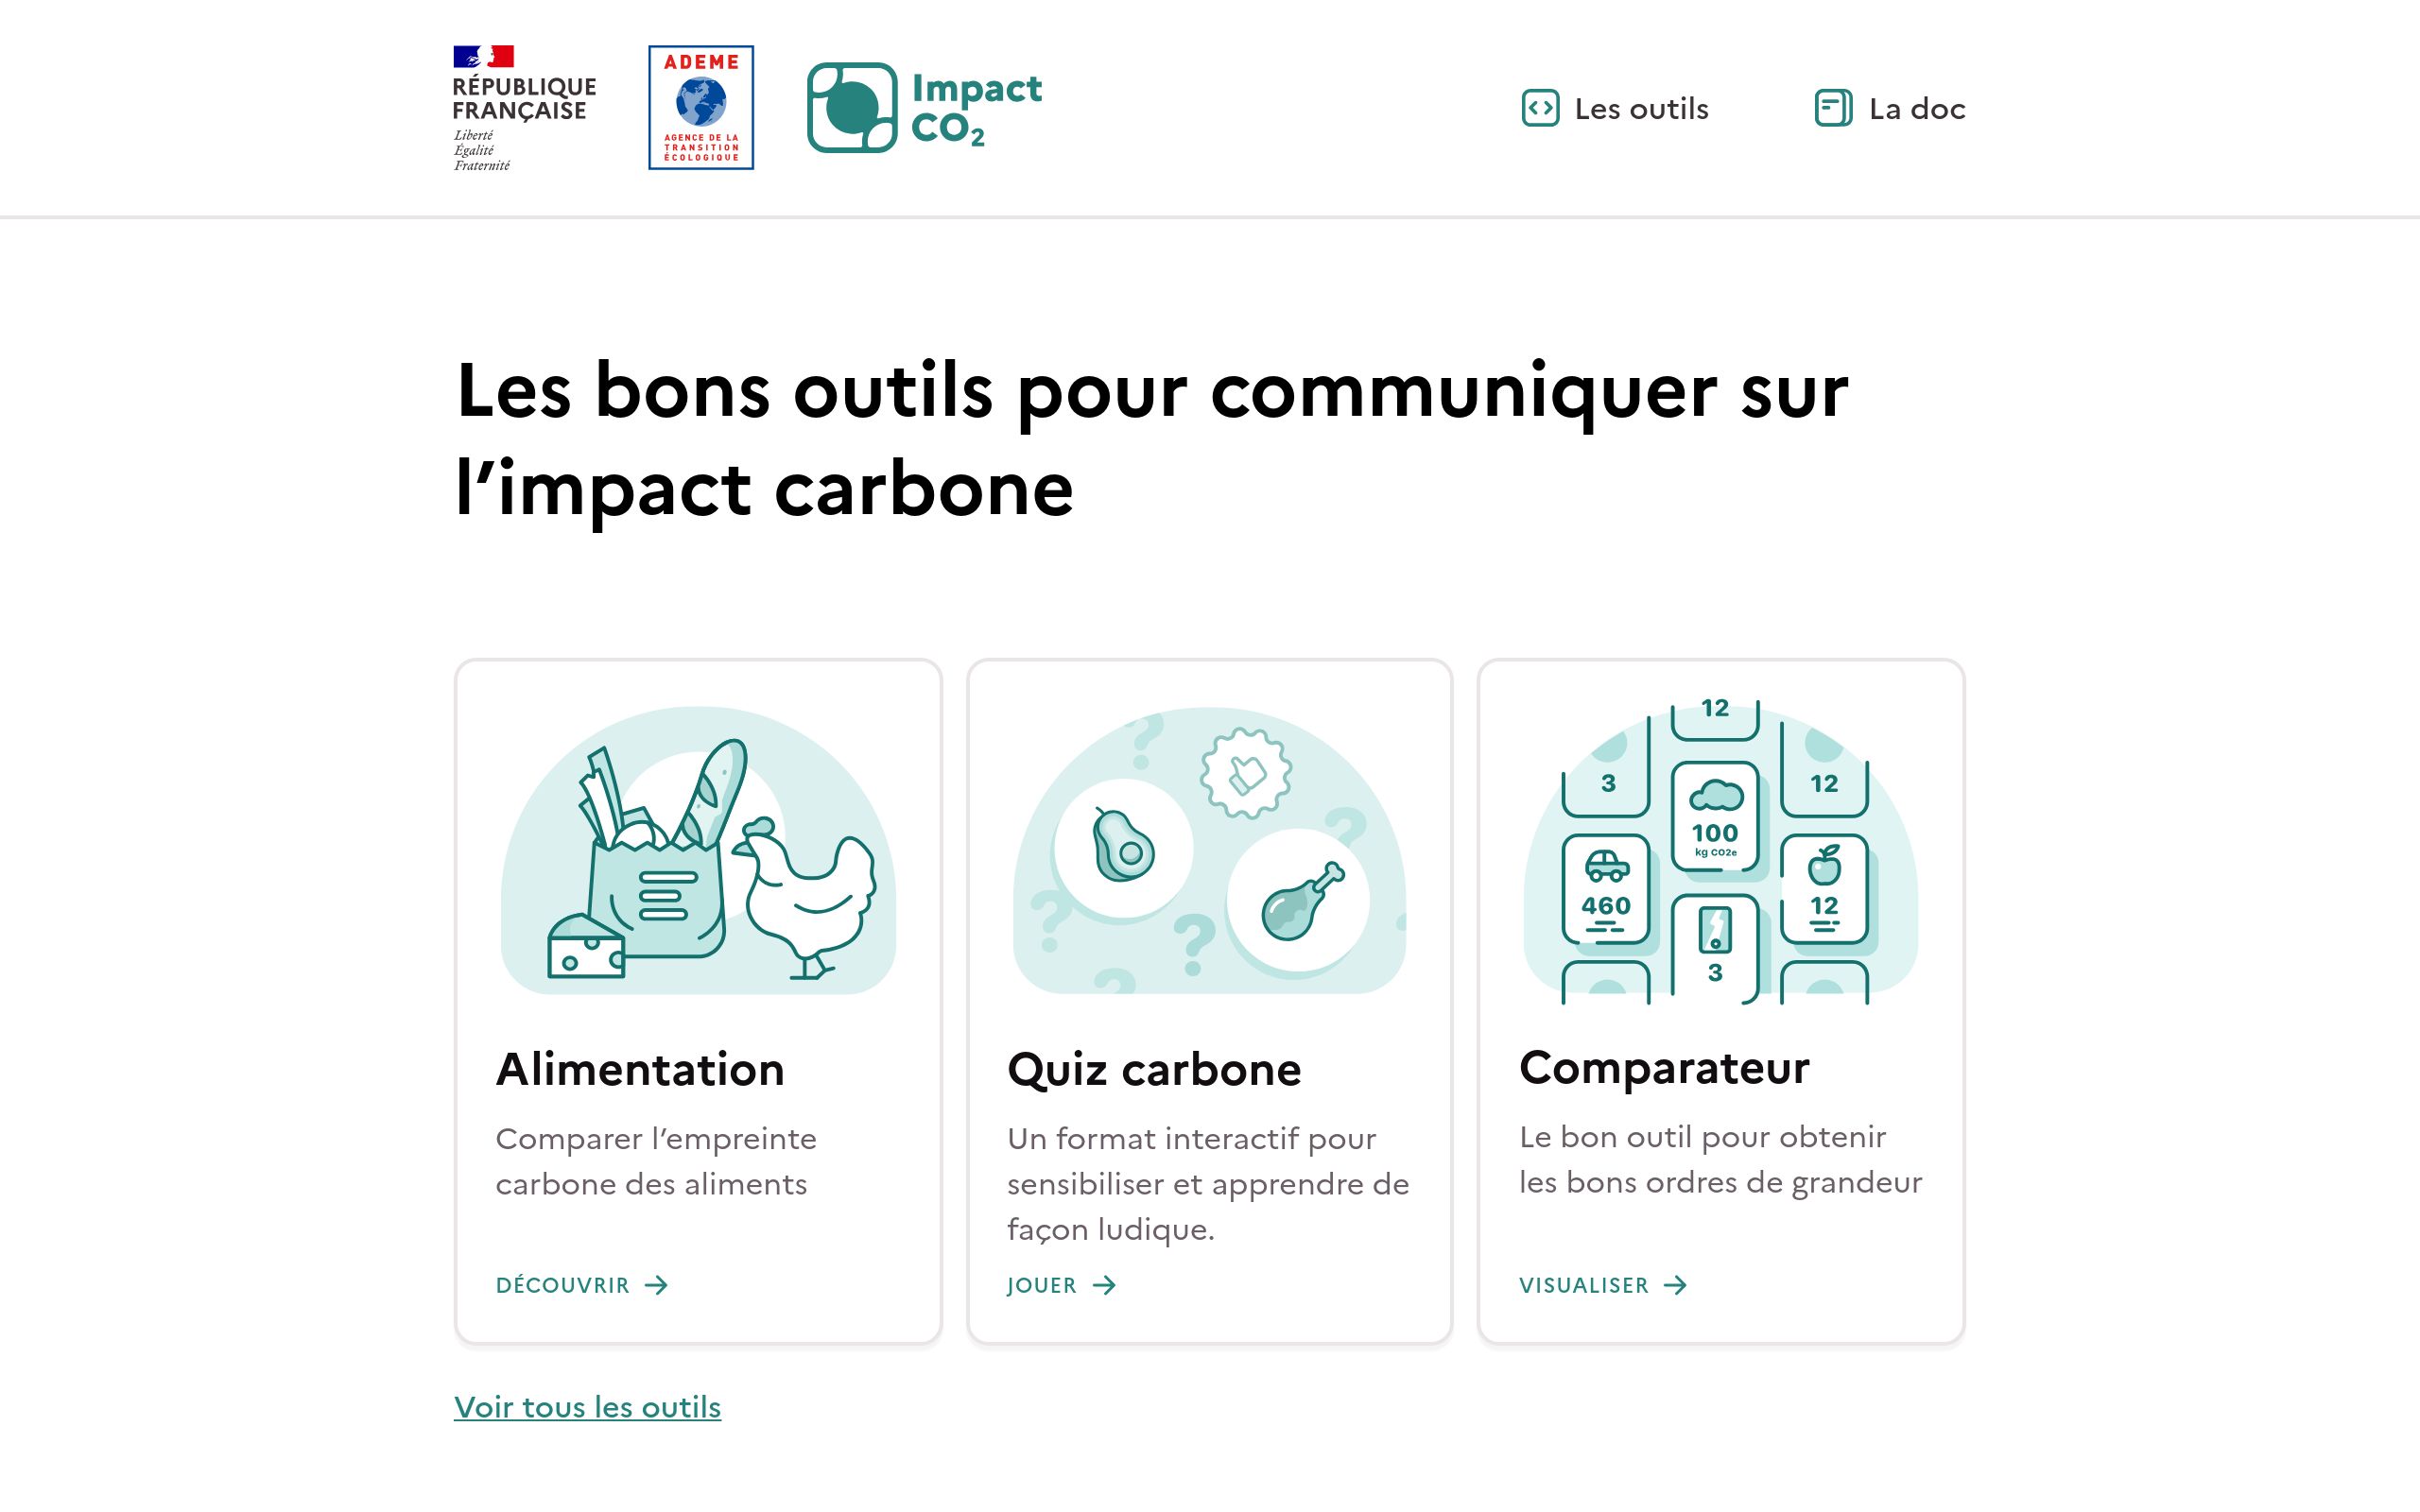 RÉPUBLIQUE
FRANÇAISE
Liberté
Égalité
Fraternité
ADEME
AGENCE DE LA
TRANSITION
ÉCOLOGIQUE
Impact
CO₂
Les outils
La doc
Les bons outils pour communiquer sur
l’impact carbone
12
3
12
100
kg CO2e
460
12
3
Alimentation
Comparer l’empreinte
carbone des aliments
DÉCOUVRIR →
Quiz carbone
Un format interactif pour
sensibiliser et apprendre de
façon ludique.
JOUER →
Comparateur
Le bon outil pour obtenir
les bons ordres de grandeur
VISUALISER →
Voir tous les outils